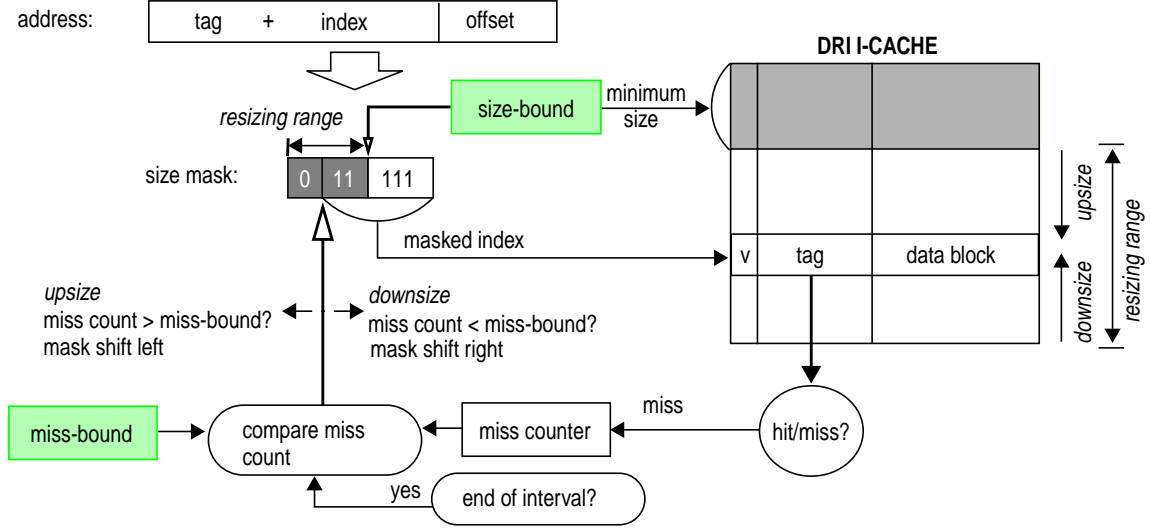 address:
tag + index
offset
DRI I-CACHE
size-bound
minimum
size
resizing range
size mask:
0
11
111
masked index
v
tag
data block
upsize
downsize
resizing range
upsize
miss count > miss-bound?
mask shift left
downsize
miss count < miss-bound?
mask shift right
miss-bound
compare miss
count
miss counter
miss
hit/miss?
yes
end of interval?